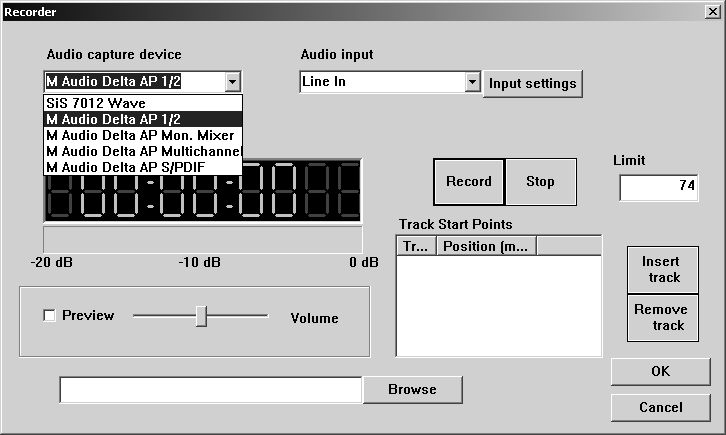 Recorder
Audio capture device
Audio input
M Audio Delta AP 1/2
Line In
Input settings
SiS 7012 Wave
M Audio Delta AP 1/2
M Audio Delta AP Mon. Mixer
M Audio Delta AP Multichannel
M Audio Delta AP S/PDIF
Record
Stop
Limit
74
00:00:00
Track Start Points
Tr...
Position (m...
-20 dB
-10 dB
0 dB
Insert
track
Remove
track
Preview
Volume
OK
Browse
Cancel